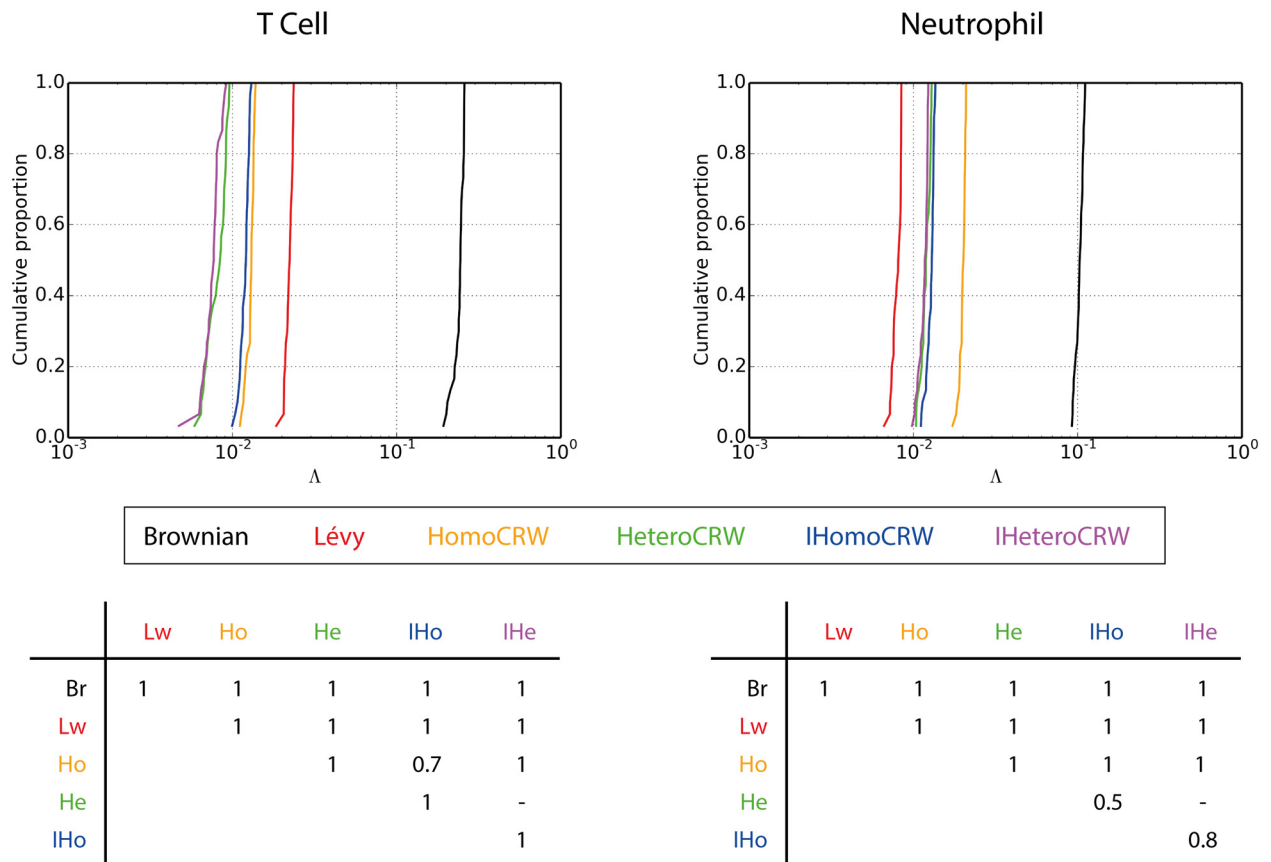 T Cell
Neutrophil
Cumulative proportion
1.0
0.8
0.6
0.4
0.2
0.0
10⁻³ 10⁻² 10⁻¹ 10⁰
Λ
Cumulative proportion
1.0
0.8
0.6
0.4
0.2
0.0
10⁻³ 10⁻² 10⁻¹ 10⁰
Λ
Brownian Lévy HomoCRW HeteroCRW IHomoCRW IHeteroCRW
Lw Ho He IHo IHe
Br 1 1 1 1 1
Lw 1 1 1 1
Ho 1 0.7 1
He 1 -
IHo 1
Lw Ho He IHo IHe
Br 1 1 1 1 1
Lw 1 1 1 1
Ho 1 1 1
He 0.5 -
IHo 0.8